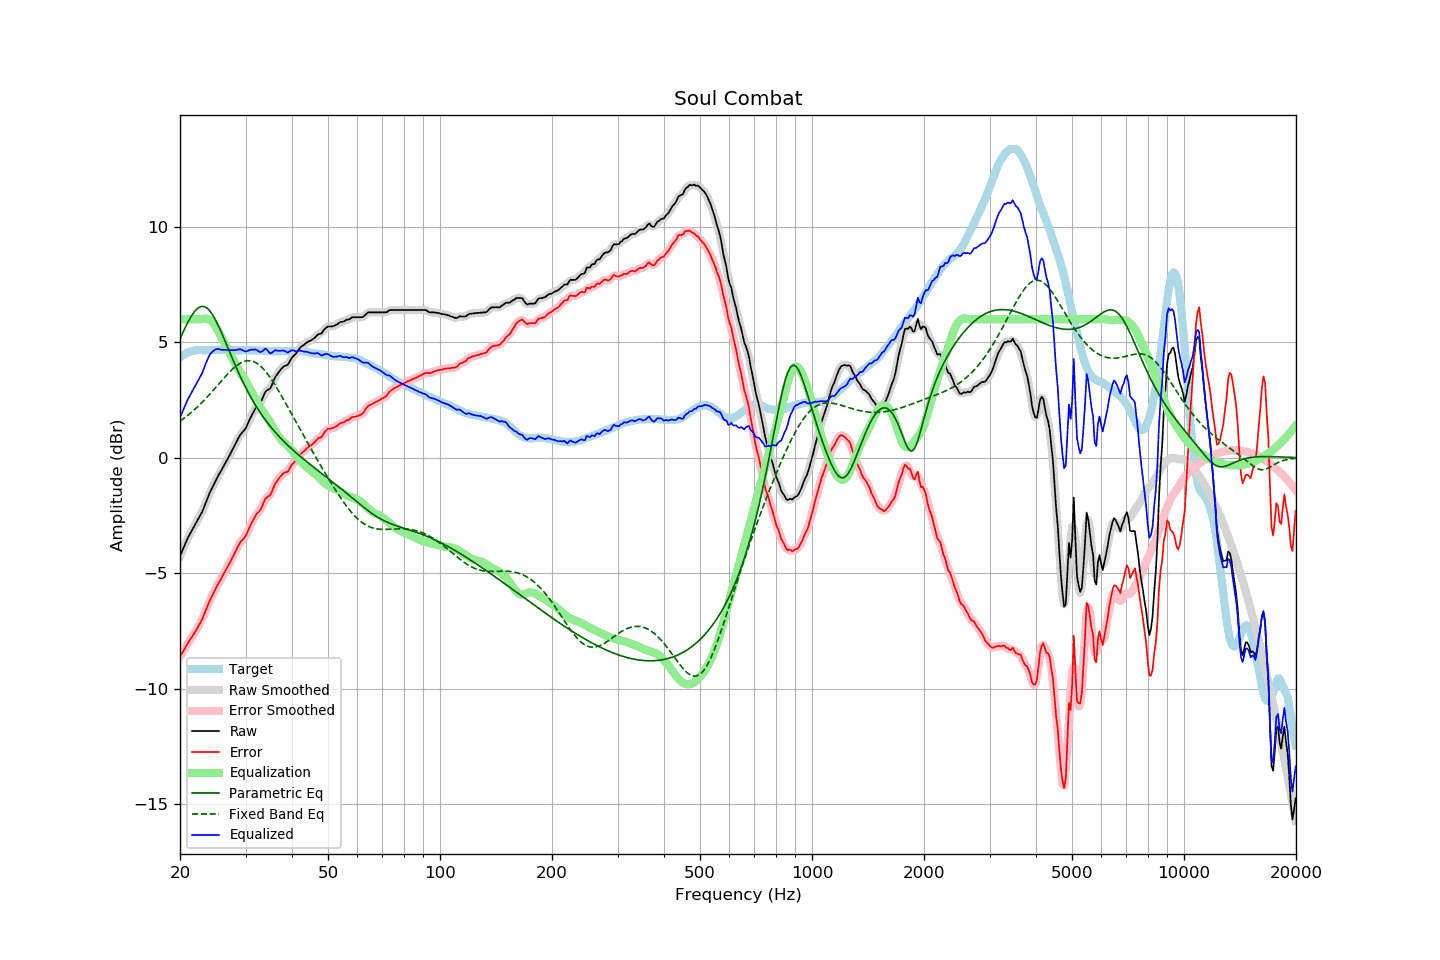 Soul Combat
Amplitude (dBr)
10
5
0
−5
−10
−15
Target
Raw Smoothed
Error Smoothed
Raw
Error
Equalization
Parametric Eq
Fixed Band Eq
Equalized
20 50 100 200 500 1000 2000 5000 10000 20000
Frequency (Hz)